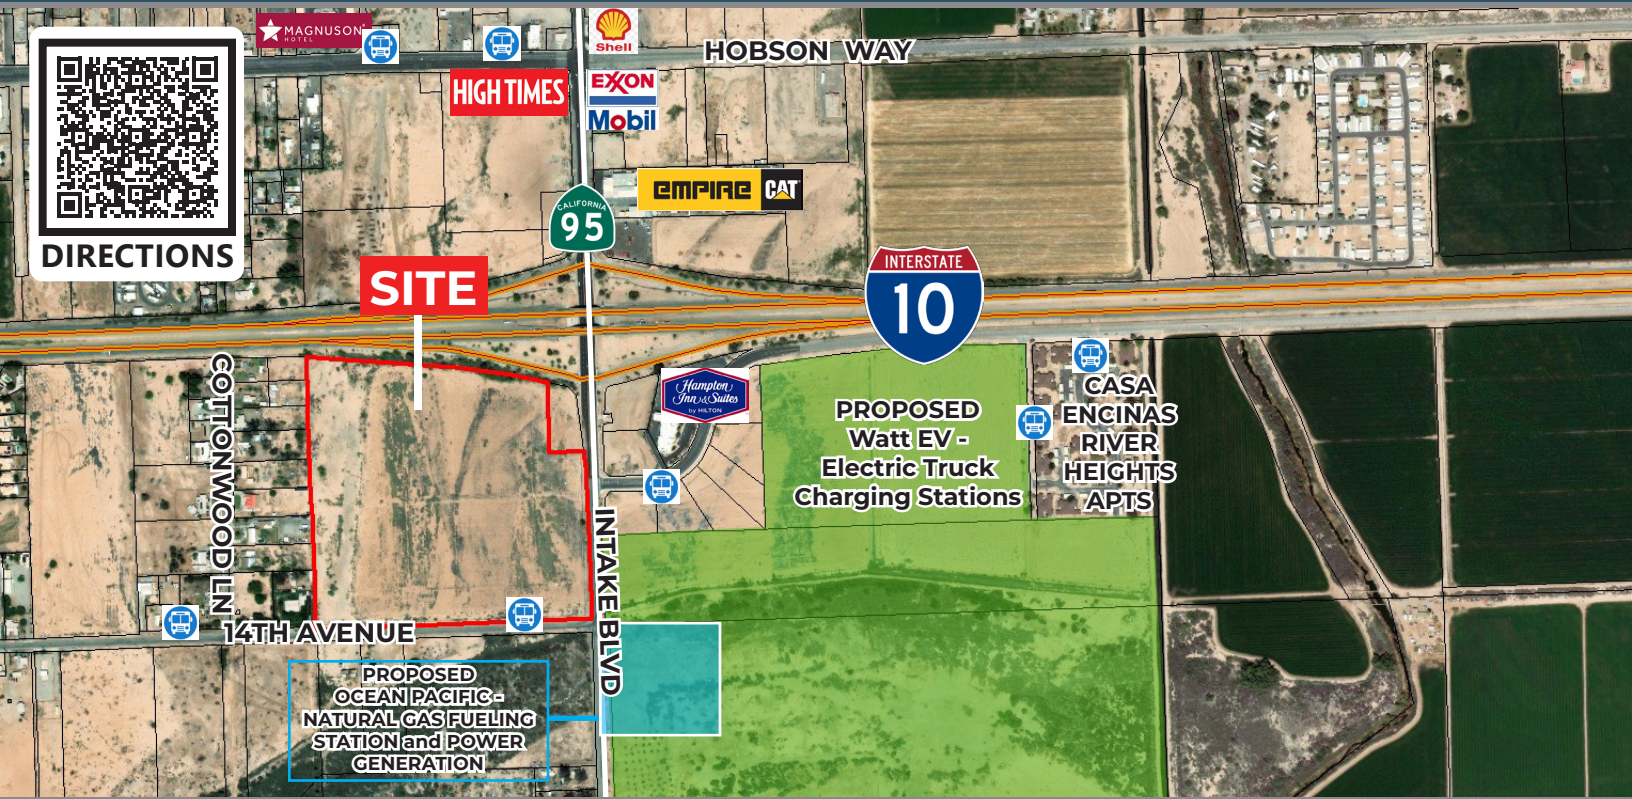 MAGNUSON
HOTEL
Shell
HOBSON WAY
HIGH TIMES
EXXON
Mobil
EMPIRE CAT
CALIFORNIA
95
DIRECTIONS
SITE
INTERSTATE
10
COTTONWOOD LN
Hampton
Inn & Suites
by HILTON
PROPOSED
Watt EV -
Electric Truck
Charging Stations
CASA
ENCINAS
RIVER
HEIGHTS
APTS
INTAKE BLVD
14TH AVENUE
PROPOSED
OCEAN PACIFIC -
NATURAL GAS FUELING
STATION and POWER
GENERATION